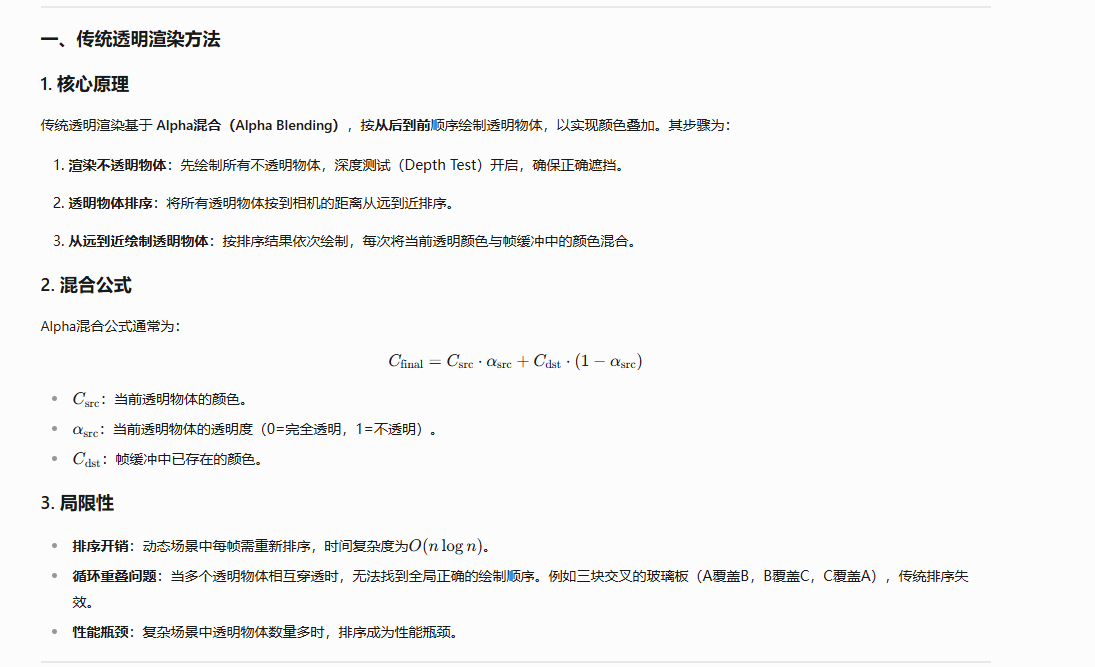 一、传统透明渲染方法
1. 核心原理
传统透明渲染基于 Alpha混合（Alpha Blending），按从后到前顺序绘制透明物体，以实现颜色叠加。其步骤为：
1. 渲染不透明物体：先绘制所有不透明物体，深度测试（Depth Test）开启，确保正确遮挡。
2. 透明物体排序：将所有透明物体按到相机的距离从远到近排序。
3. 从远到近绘制透明物体：按排序结果依次绘制，每次将当前透明颜色与帧缓冲中的颜色混合。
2. 混合公式
Alpha混合公式通常为：
C_final = C_src · α_src + C_dst · (1 − α_src)
• C_src：当前透明物体的颜色。
• α_src：当前透明物体的透明度（0=完全透明，1=不透明）。
• C_dst：帧缓冲中已存在的颜色。
3. 局限性
• 排序开销：动态场景中每帧需重新排序，时间复杂度为O(n log n)。
• 循环重叠问题：当多个透明物体相互穿透时，无法找到全局正确的绘制顺序。例如三块交叉的玻璃板（A覆盖B，B覆盖C，C覆盖A），传统排序失
效。
• 性能瓶颈：复杂场景中透明物体数量多时，排序成为性能瓶颈。